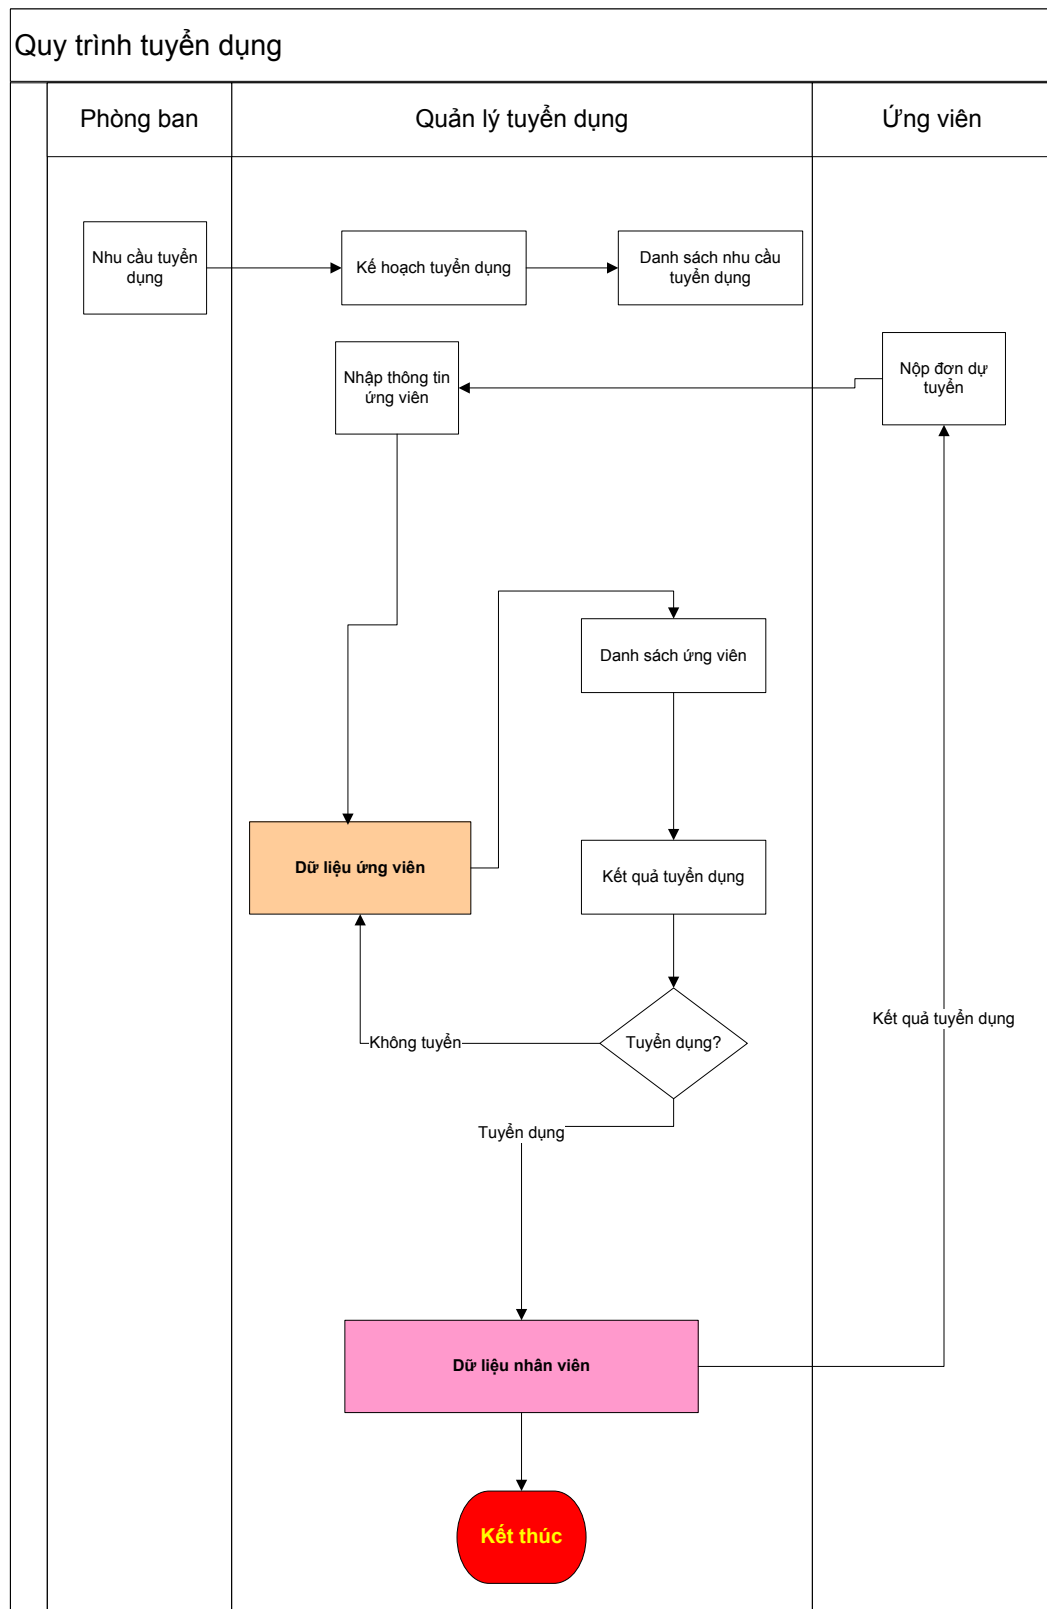 Quy trình tuyển dụng
Phòng ban
Quản lý tuyển dụng
Ứng viên
Nhu cầu tuyển
dụng
Kế hoạch tuyển dụng
Danh sách nhu cầu
tuyển dụng
Nhập thông tin
ứng viên
Nộp đơn dự
tuyển
Danh sách ứng viên
Dữ liệu ứng viên
Kết quả tuyển dụng
Kết quả tuyển dụng
Không tuyển
Tuyển dụng?
Tuyển dụng
Dữ liệu nhân viên
Kết thúc